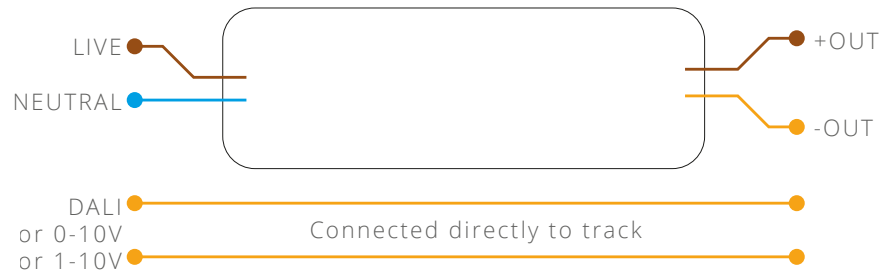 LIVE
+OUT
NEUTRAL
-OUT
DALI
or 0-10V
or 1-10V
Connected directly to track